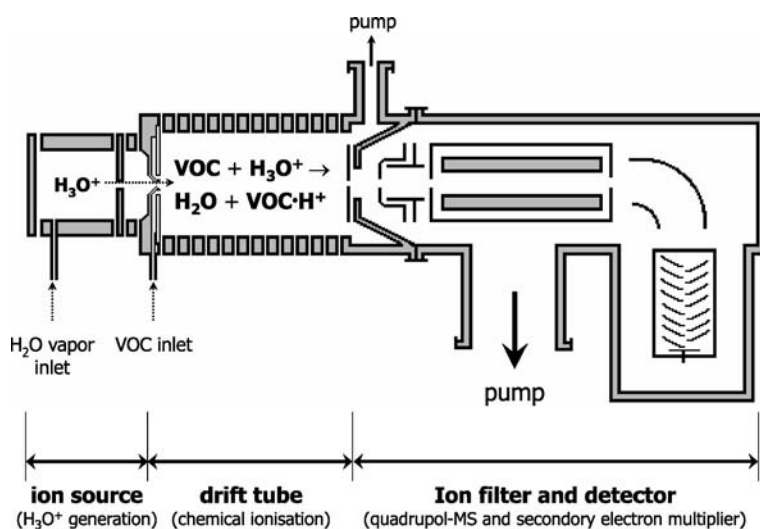 pump
VOC + H₃O⁺ →
H₃O⁺
H₂O + VOC·H⁺
H₂O vapor
inlet
VOC inlet
pump
ion source
(H₃O⁺ generation)
drift tube
(chemical ionisation)
Ion filter and detector
(quadrupol-MS and secondory electron multiplier)